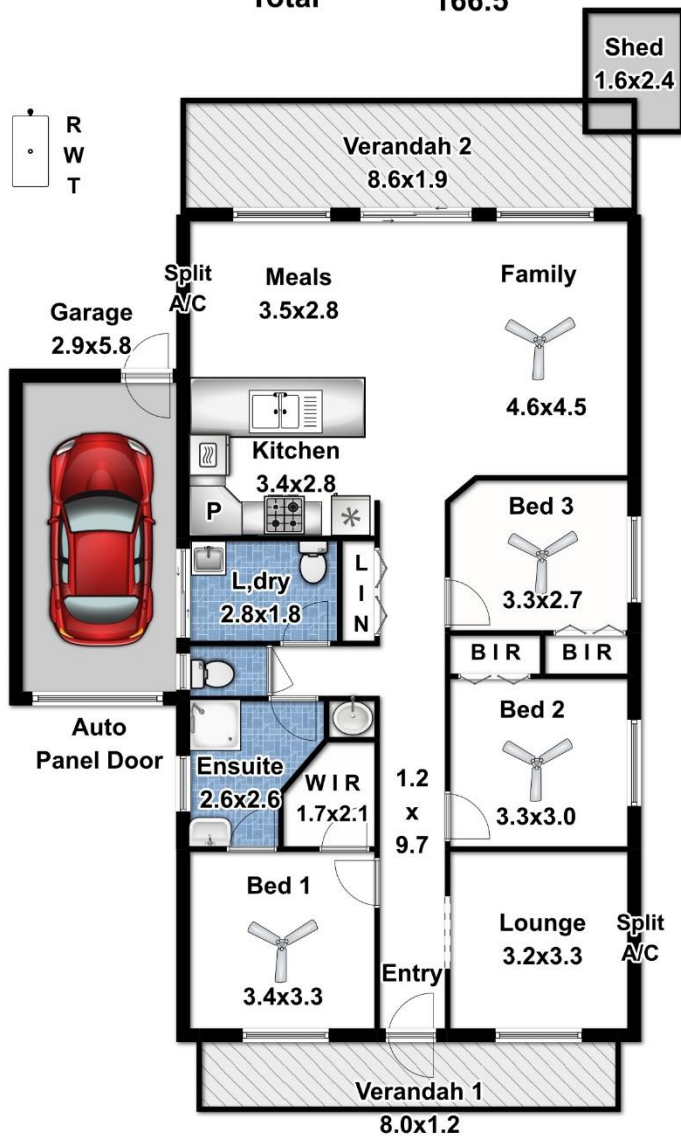 Total 166.5
Shed
1.6x2.4
R
W
T
Verandah 2
8.6x1.9
Split
A/C
Meals
3.5x2.8
Family
4.6x4.5
Garage
2.9x5.8
Kitchen
3.4x2.8
P
Bed 3
3.3x2.7
L,dry
2.8x1.8
L
I
N
B I R
B I R
Auto
Panel Door
Bed 2
3.3x3.0
Ensuite
2.6x2.6
W I R
1.7x2.1
1.2
x
9.7
Bed 1
3.4x3.3
Lounge
3.2x3.3
Split
A/C
Entry
Verandah 1
8.0x1.2